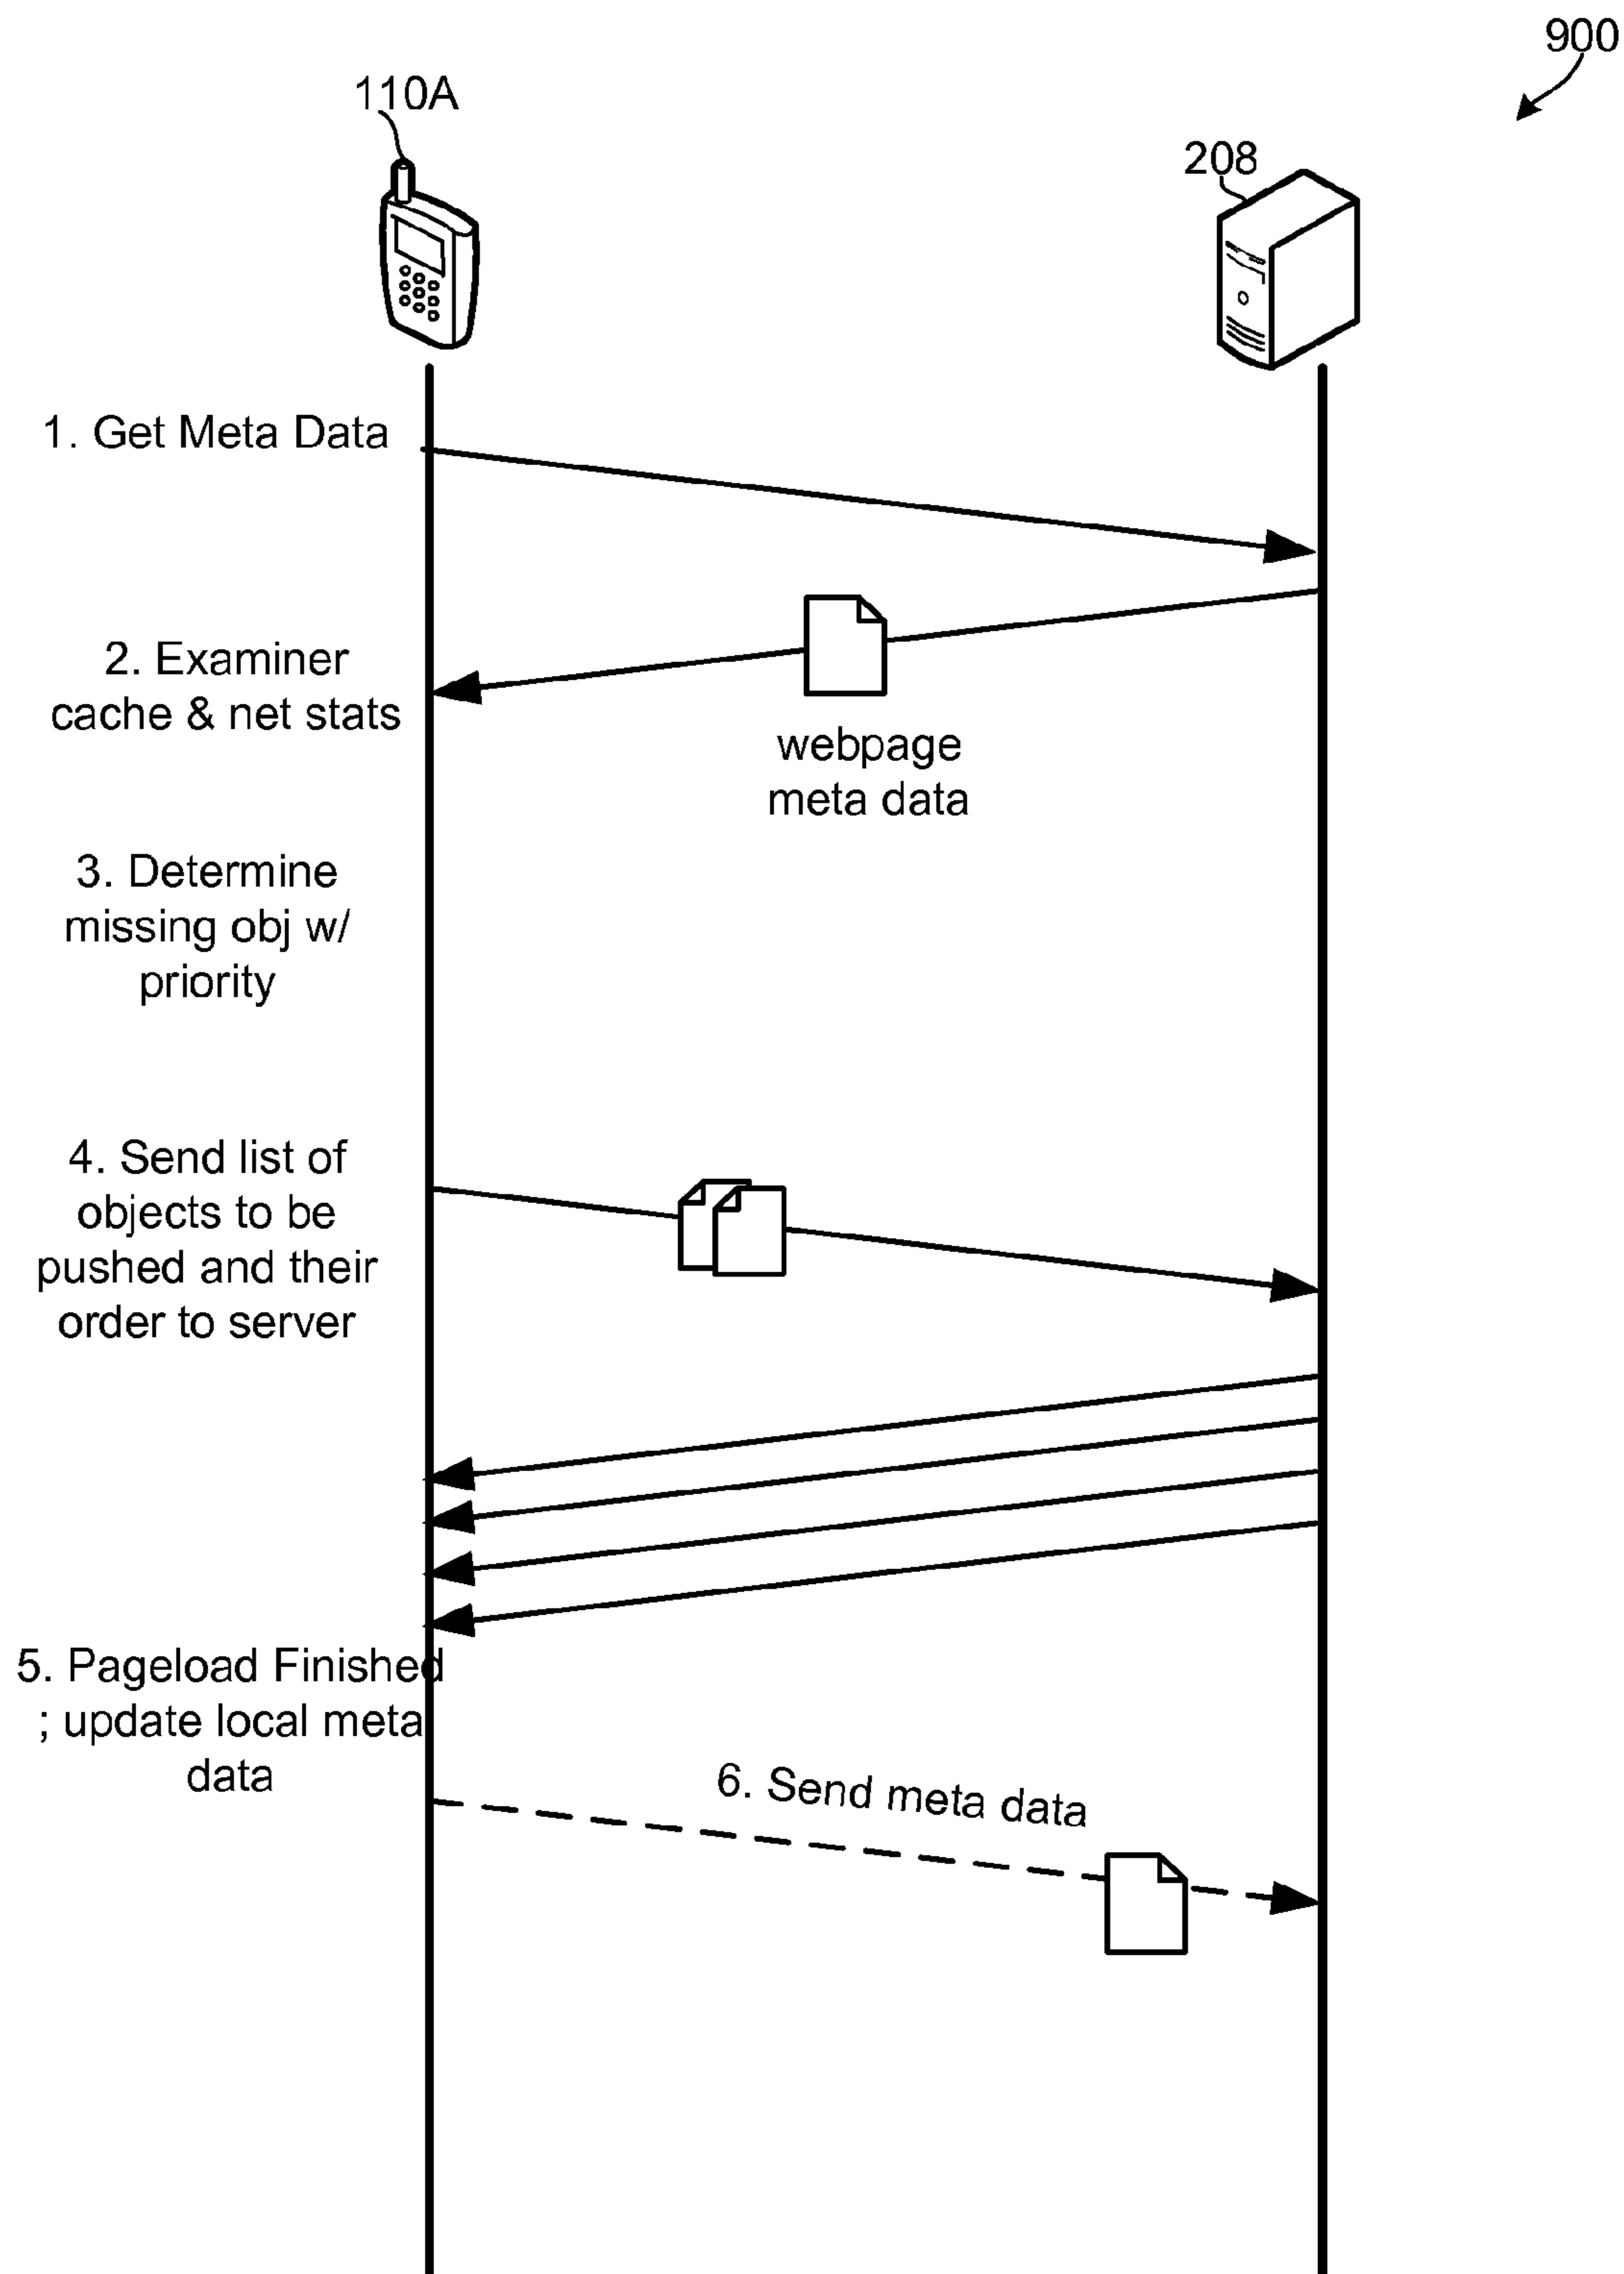 900
110A
208
1. Get Meta Data
2. Examiner
cache & net stats
webpage
meta data
3. Determine
missing obj w/
priority
4. Send list of
objects to be
pushed and their
order to server
5. Pageload Finished
; update local meta
data
6. Send meta data